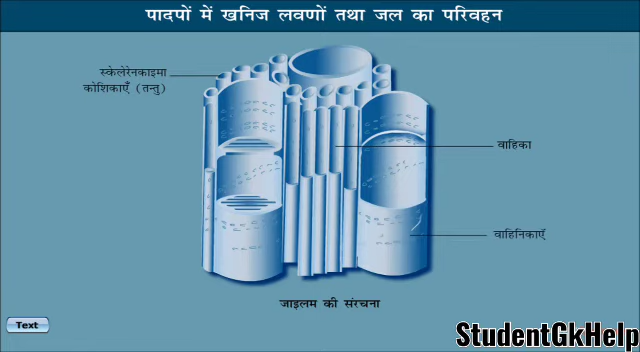 पादपों में खनिज लवणों तथा जल का परिवहन
स्केलेरेनकाइमा
कोशिकाएँ (तन्तु)
वाहिका
वाहिनिकाएँ
जाइलम की संरचना
Text
StudentGkHelp